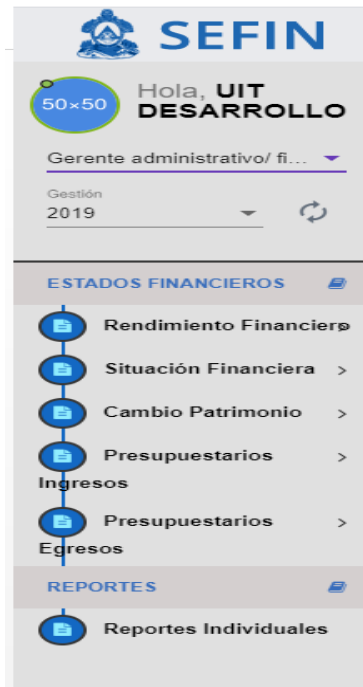 SEFIN
50×50
Hola, UIT
DESARROLLO
Gerente administrativo/ fi...
Gestión
2019
ESTADOS FINANCIEROS
Rendimiento Financiero
Situación Financiera
Cambio Patrimonio
Presupuestarios
Ingresos
Presupuestarios
Egresos
REPORTES
Reportes Individuales